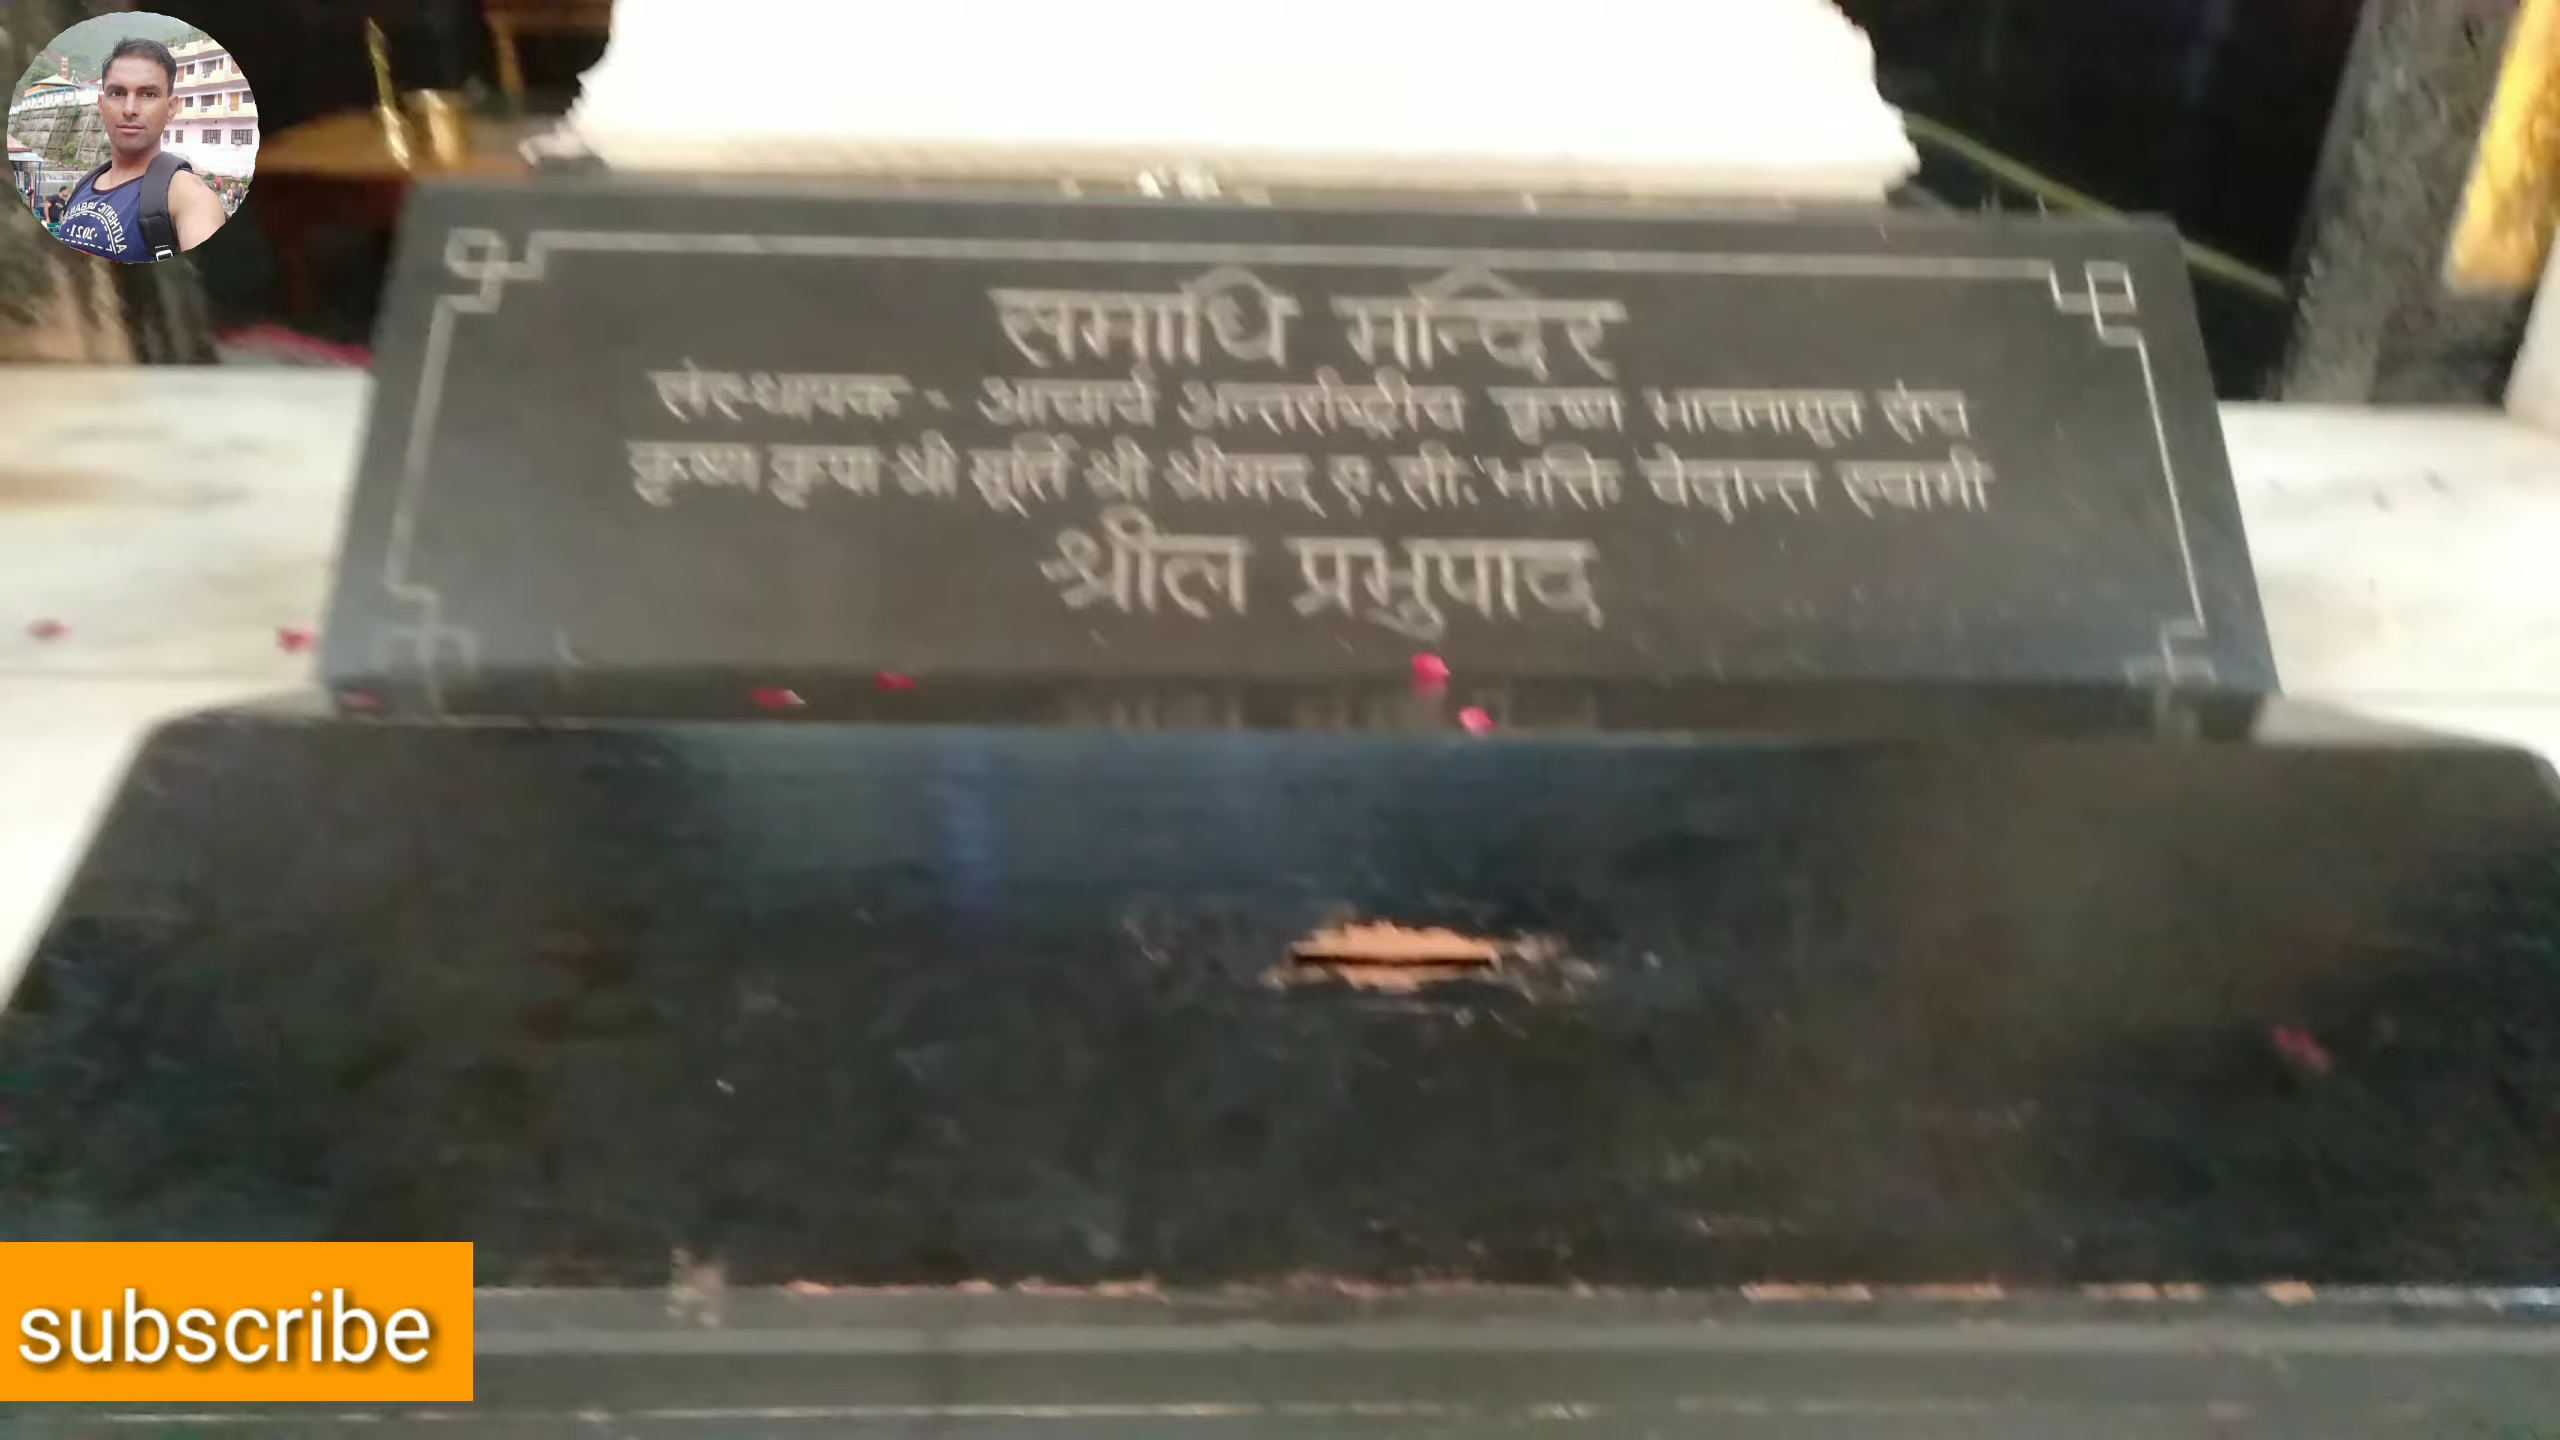 समाधि मन्दिर
संस्थापक - आचार्य अन्तर्राष्ट्रीय कृष्ण भावनामृत संघ
कृष्ण कृपा श्री मूर्ति श्री श्रीमद् ए. सी. भक्ति वेदान्त स्वामी
श्रील प्रभुपाद
subscribe